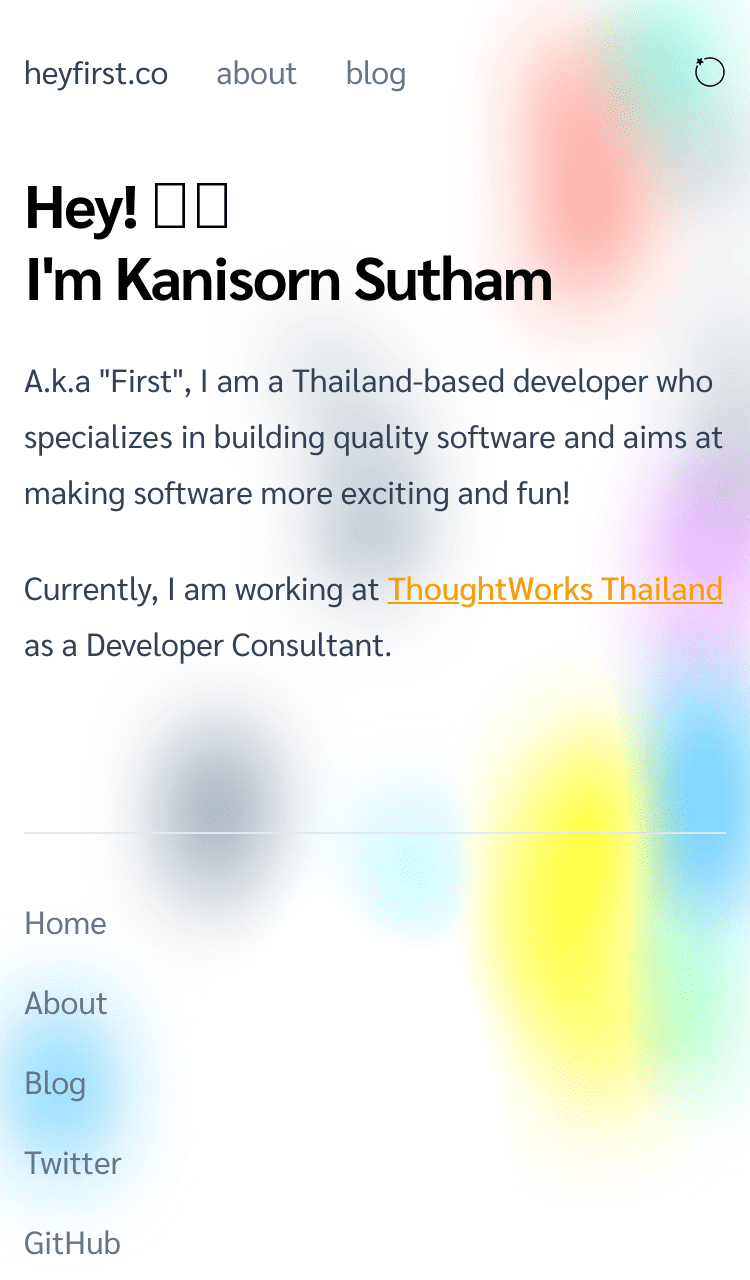 heyfirst.co about blog
Hey!
I'm Kanisorn Sutham
A.k.a "First", I am a Thailand-based developer who
specializes in building quality software and aims at
making software more exciting and fun!
Currently, I am working at ThoughtWorks Thailand
as a Developer Consultant.
Home
About
Blog
Twitter
GitHub